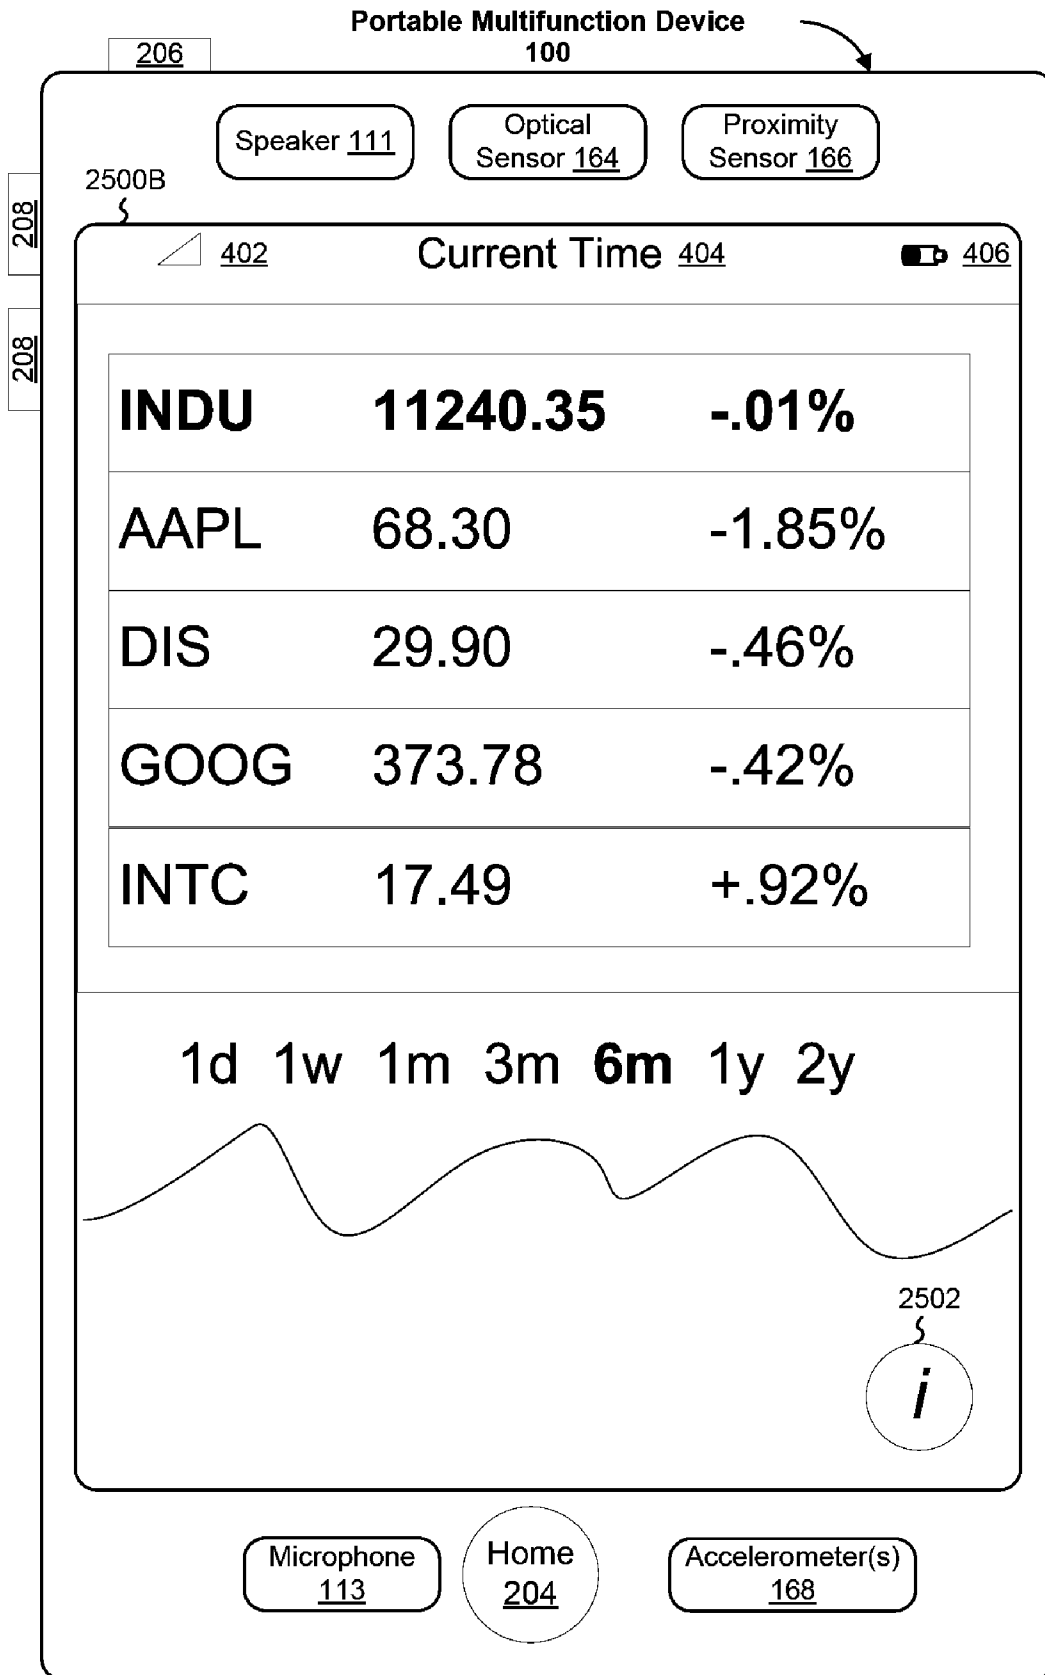 Portable Multifunction Device
100
206
Speaker 111
Optical
Sensor 164
Proximity
Sensor 166
2500B
208
208
402
Current Time 404
406
INDU 11240.35 -.01%
AAPL 68.30 -1.85%
DIS 29.90 -.46%
GOOG 373.78 -.42%
INTC 17.49 +.92%
1d 1w 1m 3m 6m 1y 2y
2502
i
Microphone
113
Home
204
Accelerometer(s)
168